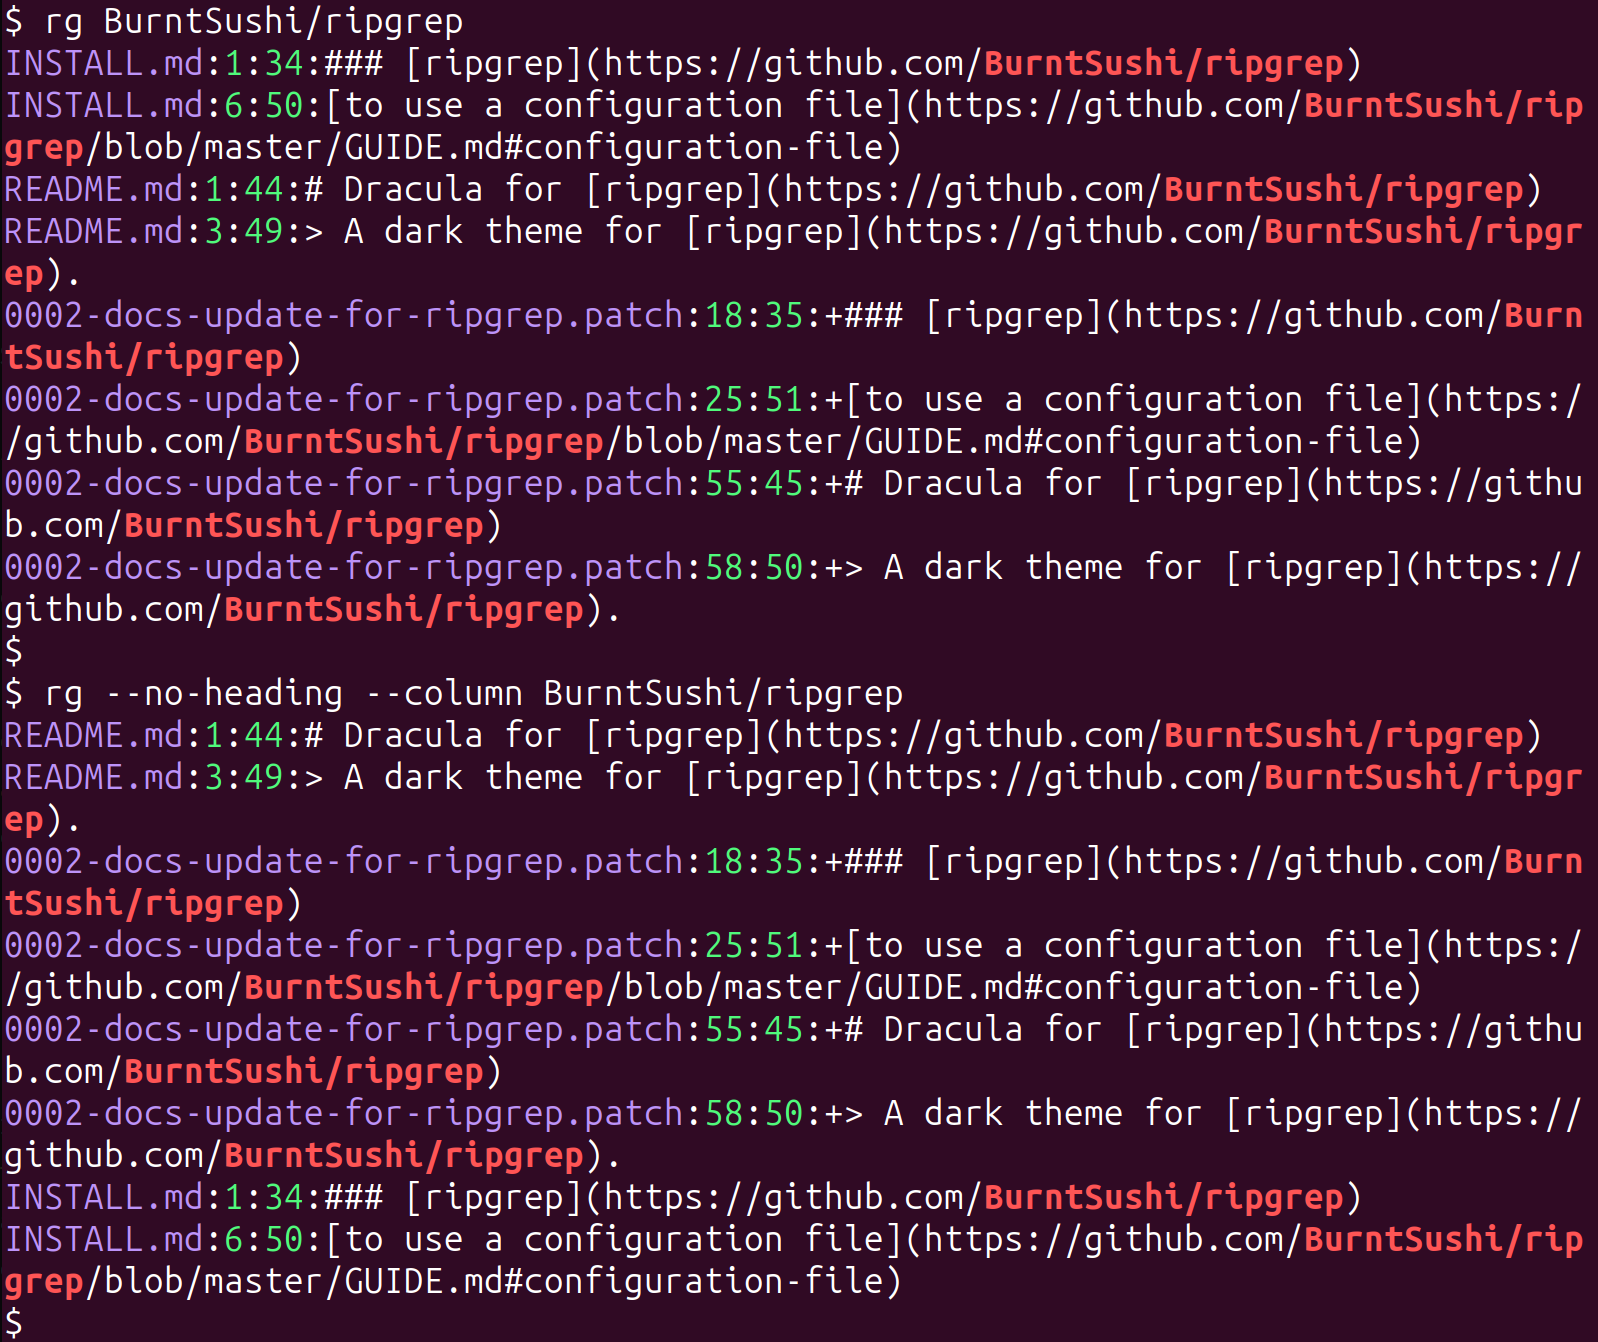 $ rg BurntSushi/ripgrep
INSTALL.md:1:34:### [ripgrep](https://github.com/BurntSushi/ripgrep)
INSTALL.md:6:50:[to use a configuration file](https://github.com/BurntSushi/rip
grep/blob/master/GUIDE.md#configuration-file)
README.md:1:44:# Dracula for [ripgrep](https://github.com/BurntSushi/ripgrep)
README.md:3:49:> A dark theme for [ripgrep](https://github.com/BurntSushi/ripgr
ep).
0002-docs-update-for-ripgrep.patch:18:35:+### [ripgrep](https://github.com/Burn
tSushi/ripgrep)
0002-docs-update-for-ripgrep.patch:25:51:+[to use a configuration file](https:/
/github.com/BurntSushi/ripgrep/blob/master/GUIDE.md#configuration-file)
0002-docs-update-for-ripgrep.patch:55:45:+# Dracula for [ripgrep](https://githu
b.com/BurntSushi/ripgrep)
0002-docs-update-for-ripgrep.patch:58:50:+> A dark theme for [ripgrep](https://
github.com/BurntSushi/ripgrep).
$
$ rg --no-heading --column BurntSushi/ripgrep
README.md:1:44:# Dracula for [ripgrep](https://github.com/BurntSushi/ripgrep)
README.md:3:49:> A dark theme for [ripgrep](https://github.com/BurntSushi/ripgr
ep).
0002-docs-update-for-ripgrep.patch:18:35:+### [ripgrep](https://github.com/Burn
tSushi/ripgrep)
0002-docs-update-for-ripgrep.patch:25:51:+[to use a configuration file](https:/
/github.com/BurntSushi/ripgrep/blob/master/GUIDE.md#configuration-file)
0002-docs-update-for-ripgrep.patch:55:45:+# Dracula for [ripgrep](https://githu
b.com/BurntSushi/ripgrep)
0002-docs-update-for-ripgrep.patch:58:50:+> A dark theme for [ripgrep](https://
github.com/BurntSushi/ripgrep).
INSTALL.md:1:34:### [ripgrep](https://github.com/BurntSushi/ripgrep)
INSTALL.md:6:50:[to use a configuration file](https://github.com/BurntSushi/rip
grep/blob/master/GUIDE.md#configuration-file)
$